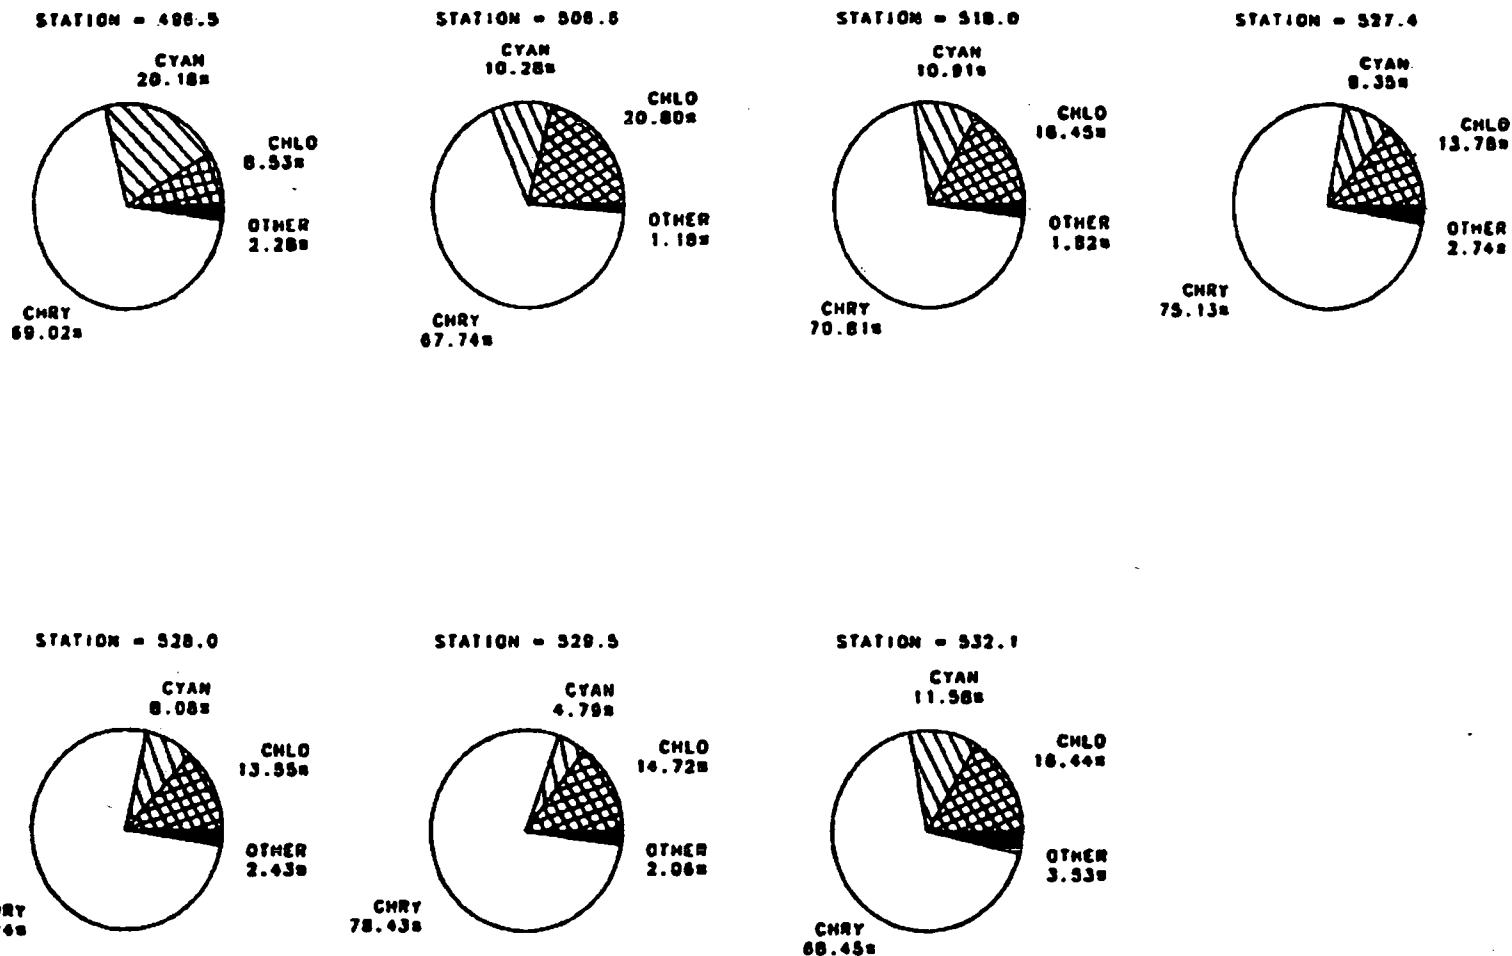 STATION = 496.5
CYAN
20.18%
CHLO
8.53%
OTHER
2.28%
CHRY
69.02%
STATION = 506.5
CYAN
10.28%
CHLO
20.80%
OTHER
1.18%
CHRY
67.74%
STATION = 518.0
CYAN
10.91%
CHLO
16.45%
OTHER
1.82%
CHRY
70.81%
STATION = 527.4
CYAN
8.35%
CHLO
13.78%
OTHER
2.74%
CHRY
75.13%
STATION = 528.0
CYAN
8.08%
CHLO
13.55%
OTHER
2.43%
RY
4%
STATION = 529.5
CYAN
4.79%
CHLO
14.72%
OTHER
2.06%
CHRY
78.43%
STATION = 532.1
CYAN
11.58%
CHLO
16.44%
OTHER
3.53%
CHRY
68.45%